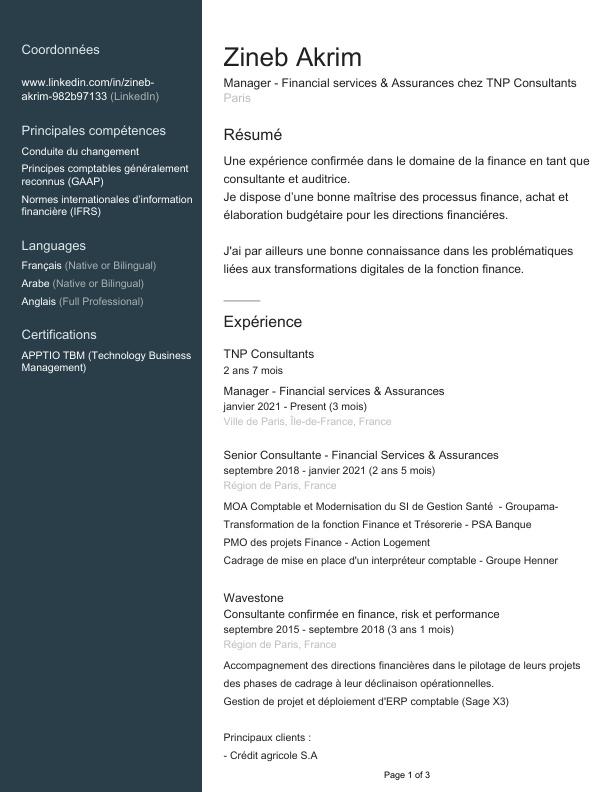 Coordonnées
www.linkedin.com/in/zineb-
akrim-982b97133 (LinkedIn)
Principales compétences
Conduite du changement
Principes comptables généralement
reconnus (GAAP)
Normes internationales d'information
financière (IFRS)
Languages
Français (Native or Bilingual)
Arabe (Native or Bilingual)
Anglais (Full Professional)
Certifications
APPTIO TBM (Technology Business
Management)
Zineb Akrim
Manager - Financial services & Assurances chez TNP Consultants
Paris
Résumé
Une expérience confirmée dans le domaine de la finance en tant que
consultante et auditrice.
Je dispose d'une bonne maîtrise des processus finance, achat et
élaboration budgétaire pour les directions financiéres.
J'ai par ailleurs une bonne connaissance dans les problématiques
liées aux transformations digitales de la fonction finance.
Expérience
TNP Consultants
2 ans 7 mois
Manager - Financial services & Assurances
janvier 2021 - Present (3 mois)
Ville de Paris, Île-de-France, France
Senior Consultante - Financial Services & Assurances
septembre 2018 - janvier 2021 (2 ans 5 mois)
Région de Paris, France
MOA Comptable et Modernisation du SI de Gestion Santé - Groupama-
Transformation de la fonction Finance et Trésorerie - PSA Banque
PMO des projets Finance - Action Logement
Cadrage de mise en place d'un interpréteur comptable - Groupe Henner
Wavestone
Consultante confirmée en finance, risk et performance
septembre 2015 - septembre 2018 (3 ans 1 mois)
Région de Paris, France
Accompagnement des directions financières dans le pilotage de leurs projets
des phases de cadrage à leur déclinaison opérationnelles.
Gestion de projet et déploiement d'ERP comptable (Sage X3)
Principaux clients :
- Crédit agricole S.A
Page 1 of 3